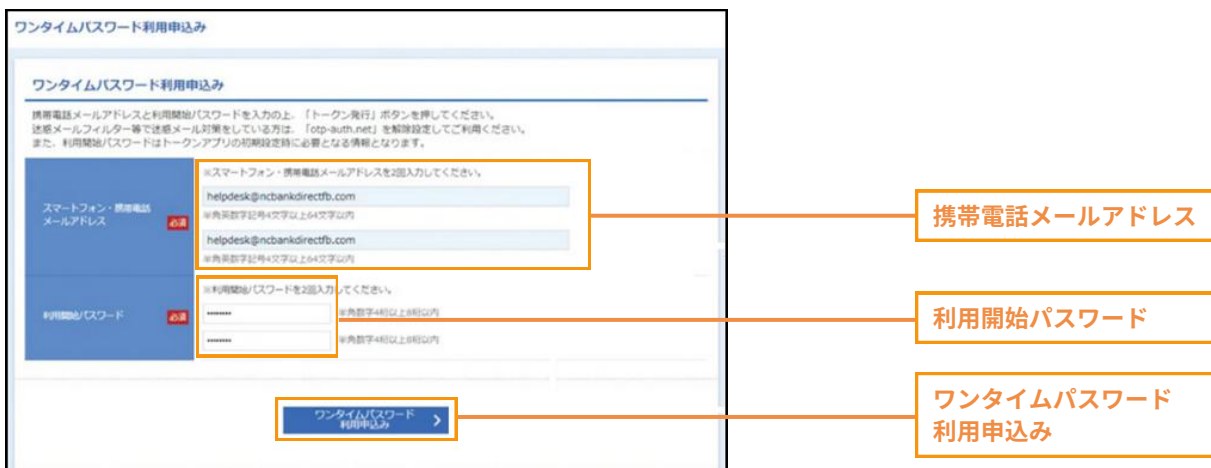 ワンタイムパスワード利用申込み
ワンタイムパスワード利用申込み
携帯電話メールアドレスと利用開始パスワードを入力の上、「トークン発行」ボタンを押してください。
迷惑メールフィルター等で迷惑メール対策をしている方は、「otp-auth.net」を解除設定してご利用ください。
また、利用開始パスワードはトークンアプリの初期設定時に必要となる情報となります。
※スマートフォン・携帯電話メールアドレスを2回入力してください。
スマートフォン・携帯電話
メールアドレス
必須
helpdesk@ncbankdirectfb.com
半角英数字記号4文字以上64文字以内
helpdesk@ncbankdirectfb.com
半角英数字記号4文字以上64文字以内
携帯電話メールアドレス
※利用開始パスワードを2回入力してください。
利用開始パスワード
必須
••••••••
半角数字4桁以上8桁以内
••••••••
半角数字4桁以上8桁以内
利用開始パスワード
ワンタイムパスワード
利用申込み
ワンタイムパスワード
利用申込み